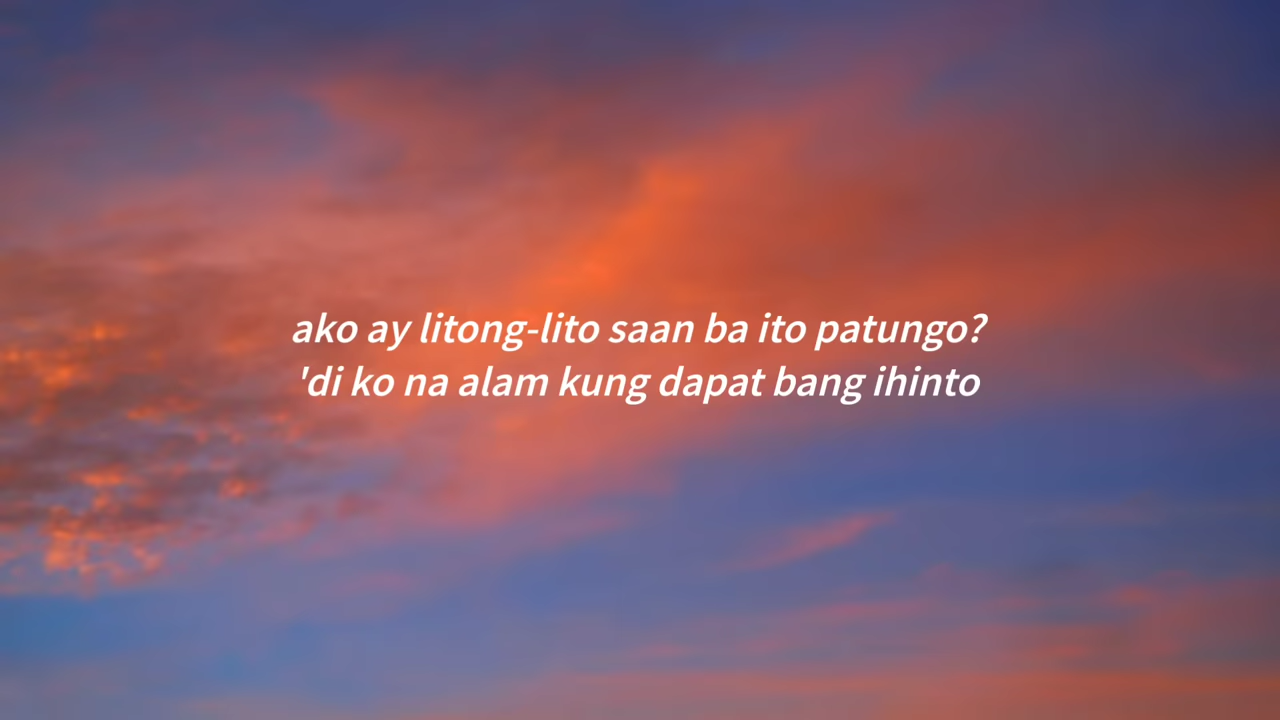 ako ay litong-lito saan ba ito patungo?
'di ko na alam kung dapat bang ihinto